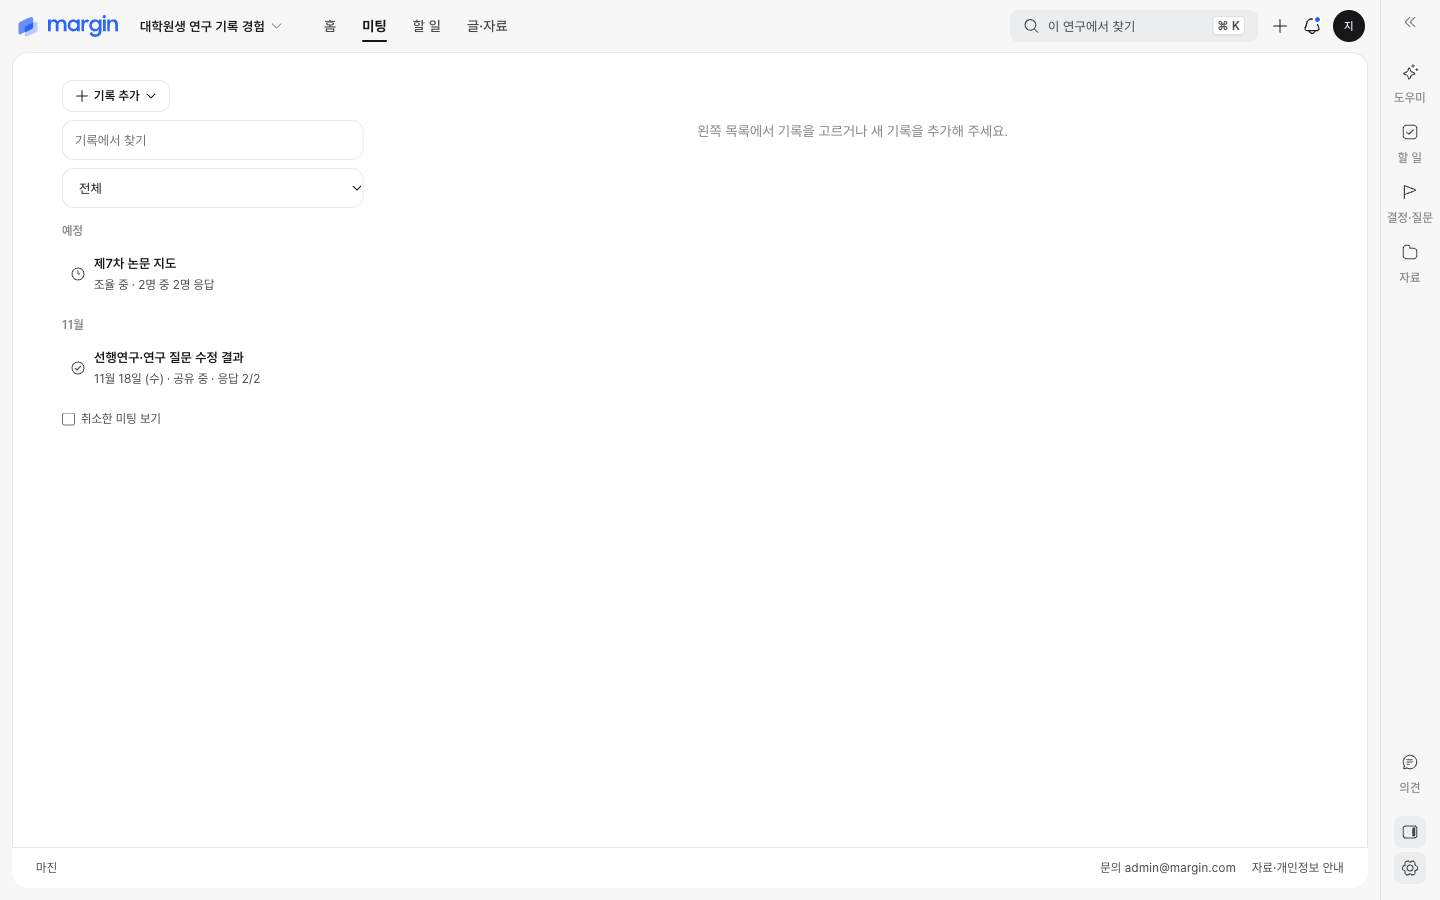 margin
대학원생 연구 기록 경험
홈
미팅
할 일
글·자료
이 연구에서 찾기
⌘ K
지
기록 추가
기록에서 찾기
전체
예정
제7차 논문 지도
조율 중 · 2명 중 2명 응답
11월
선행연구·연구 질문 수정 결과
11월 18일 (수) · 공유 중 · 응답 2/2
취소한 미팅 보기
왼쪽 목록에서 기록을 고르거나 새 기록을 추가해 주세요.
도우미
할 일
결정·질문
자료
의견
마진
문의 admin@margin.com
자료·개인정보 안내